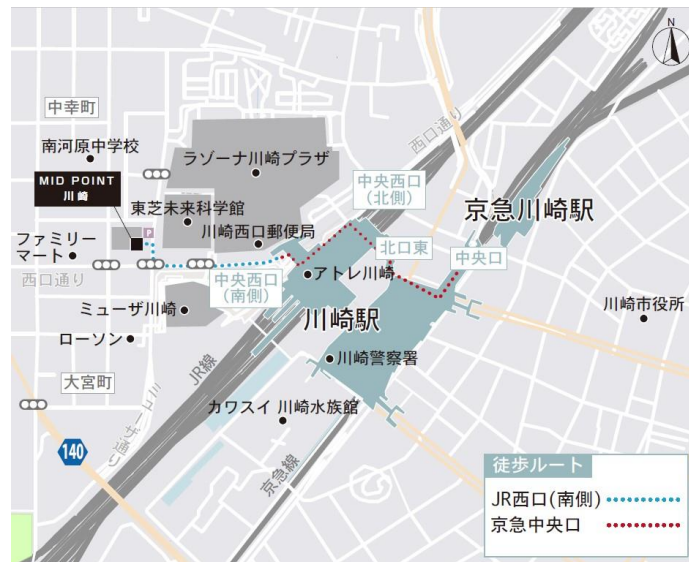 N
中幸町
西口通り
南河原中学校
ラゾーナ川崎プラザ
MID POINT
川崎
中央西口
(北側)
東芝未来科学館
京急川崎駅
P
川崎西口郵便局
北口東
中央口
ファミリー
マート
西口通り
中央西口
(南側)
アトレ川崎
ミューザ川崎
川崎駅
川崎市役所
ローソン
JR線
川崎警察署
大宮町
ミューザ通り
カワスイ 川崎水族館
140
京急線
徒歩ルート
JR西口(南側)
京急中央口